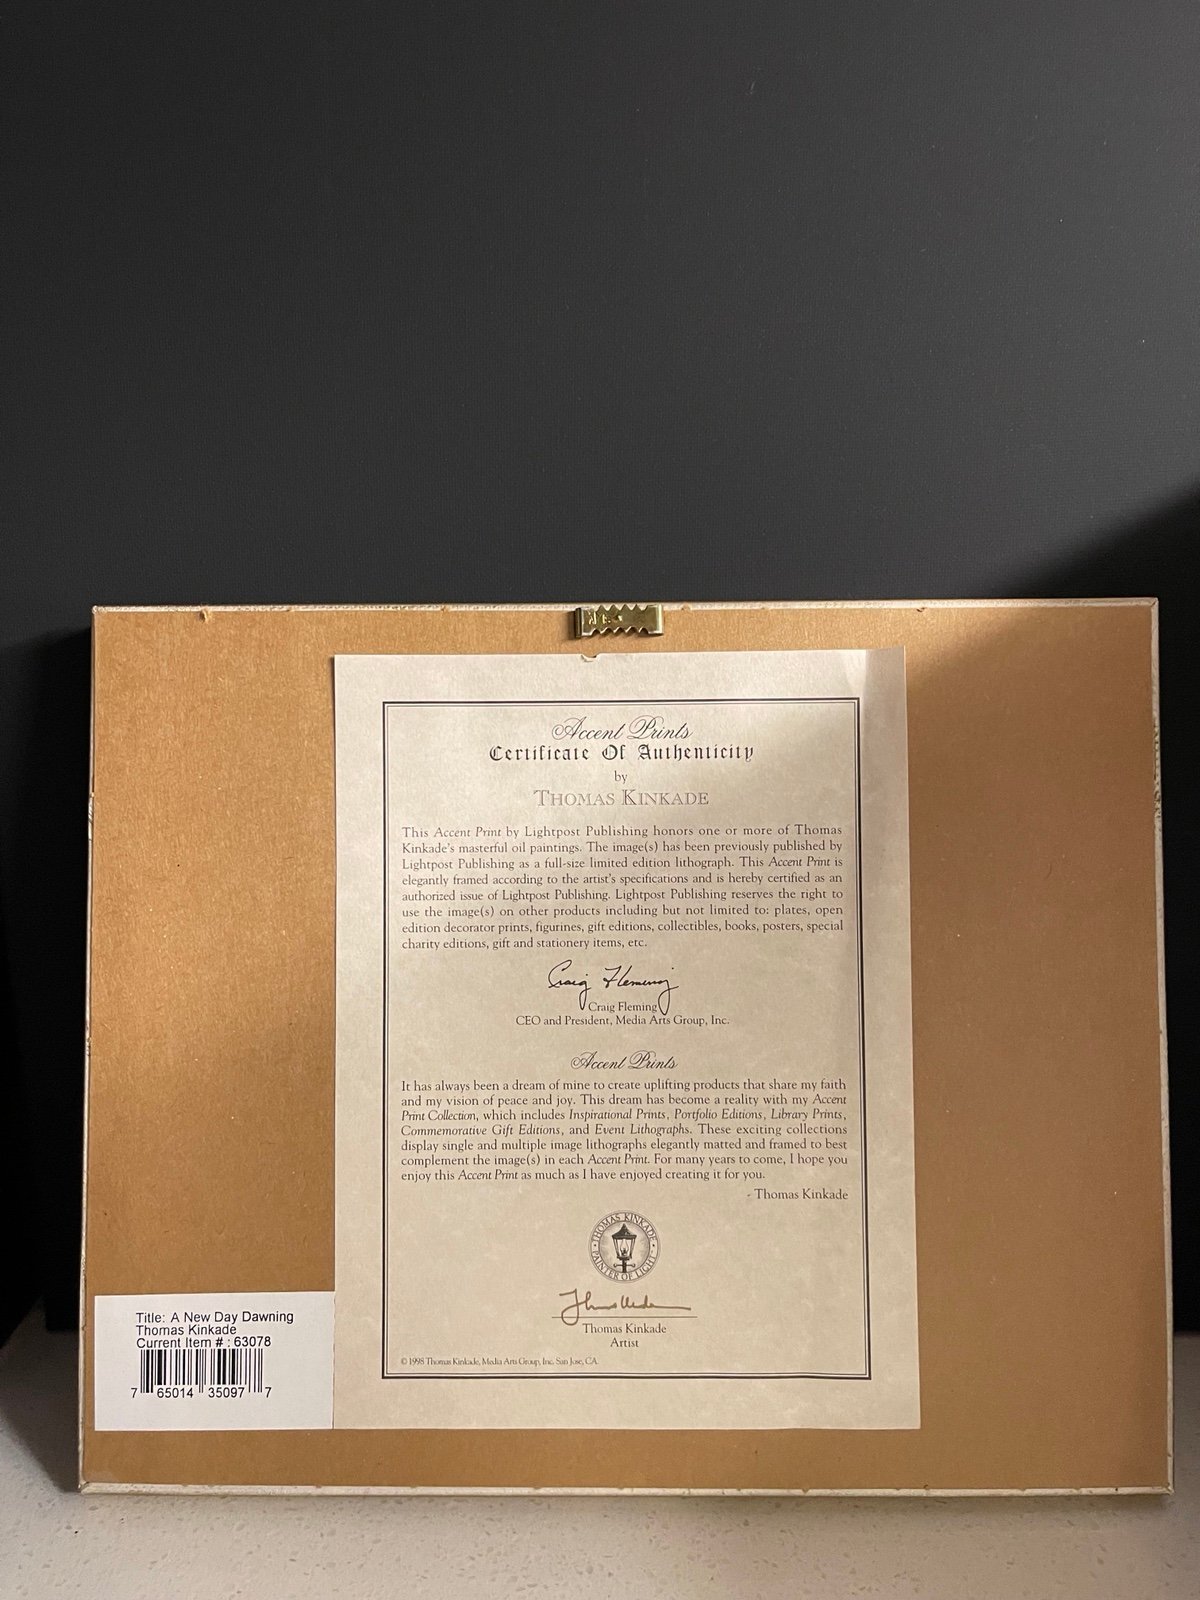 Accent Prints
Certificate Of Authenticity
by
THOMAS KINKADE
This Accent Print by Lightpost Publishing honors one or more of Thomas
Kinkade's masterful oil paintings. The image(s) has been previously published by
Lightpost Publishing as a full-size limited edition lithograph. This Accent Print is
elegantly framed according to the artist's specifications and is hereby certified as an
authorized issue of Lightpost Publishing. Lightpost Publishing reserves the right to
use the image(s) on other products including but not limited to: plates, open
edition decorator prints, figurines, gift editions, collectibles, books, posters, special
charity editions, gift and stationery items, etc.
Craig Fleming
Craig Fleming
CEO and President, Media Arts Group, Inc.
Accent Prints
It has always been a dream of mine to create uplifting products that share my faith
and my vision of peace and joy. This dream has become a reality with my Accent
Print Collection, which includes Inspirational Prints, Portfolio Editions, Library Prints,
Commemorative Gift Editions, and Event Lithographs. These exciting collections
display single and multiple image lithographs elegantly matted and framed to best
complement the image(s) in each Accent Print. For many years to come, I hope you
enjoy this Accent Print as much as I have enjoyed creating it for you.
- Thomas Kinkade
THOMAS KINKADE
PAINTER OF LIGHT
Thomas Kinkade
Artist
© 1998 Thomas Kinkade, Media Arts Group, Inc. San Jose, CA.
Title: A New Day Dawning
Thomas Kinkade
Current Item # : 63078
7 65014 35097 7